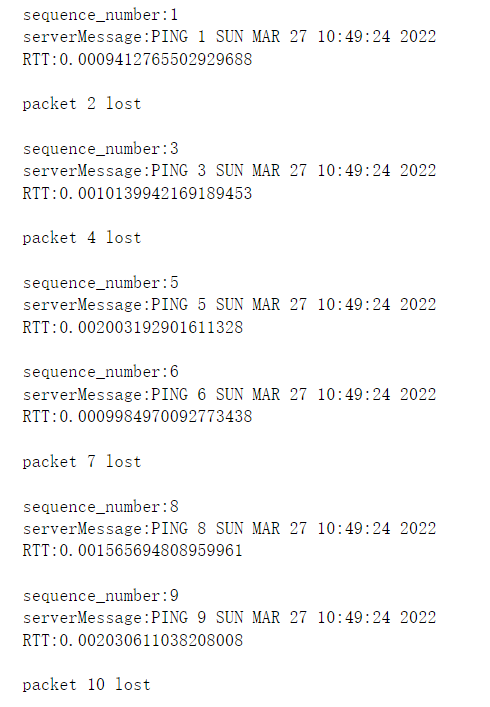 sequence_number:1
serverMessage:PING 1 SUN MAR 27 10:49:24 2022
RTT:0.0009412765502929688
packet 2 lost
sequence_number:3
serverMessage:PING 3 SUN MAR 27 10:49:24 2022
RTT:0.0010139942169189453
packet 4 lost
sequence_number:5
serverMessage:PING 5 SUN MAR 27 10:49:24 2022
RTT:0.002003192901611328
sequence_number:6
serverMessage:PING 6 SUN MAR 27 10:49:24 2022
RTT:0.0009984970092773438
packet 7 lost
sequence_number:8
serverMessage:PING 8 SUN MAR 27 10:49:24 2022
RTT:0.001565694808959961
sequence_number:9
serverMessage:PING 9 SUN MAR 27 10:49:24 2022
RTT:0.002030611038208008
packet 10 lost